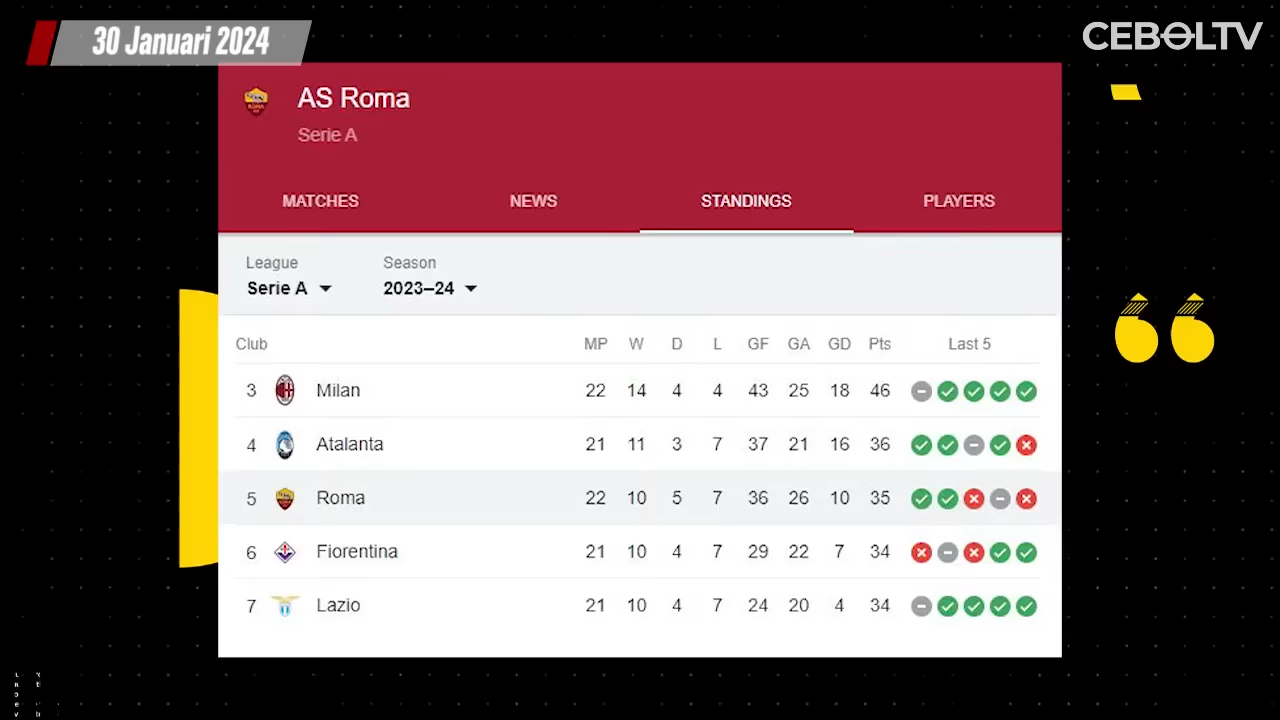 30 Januari 2024
CEBOLTV
AS Roma
Serie A
MATCHES NEWS STANDINGS PLAYERS
League Season
Serie A 2023–24
Club MP W D L GF GA GD Pts Last 5
3 Milan 22 14 4 4 43 25 18 46
4 Atalanta 21 11 3 7 37 21 16 36
5 Roma 22 10 5 7 36 26 10 35
6 Fiorentina 21 10 4 7 29 22 7 34
7 Lazio 21 10 4 7 24 20 4 34